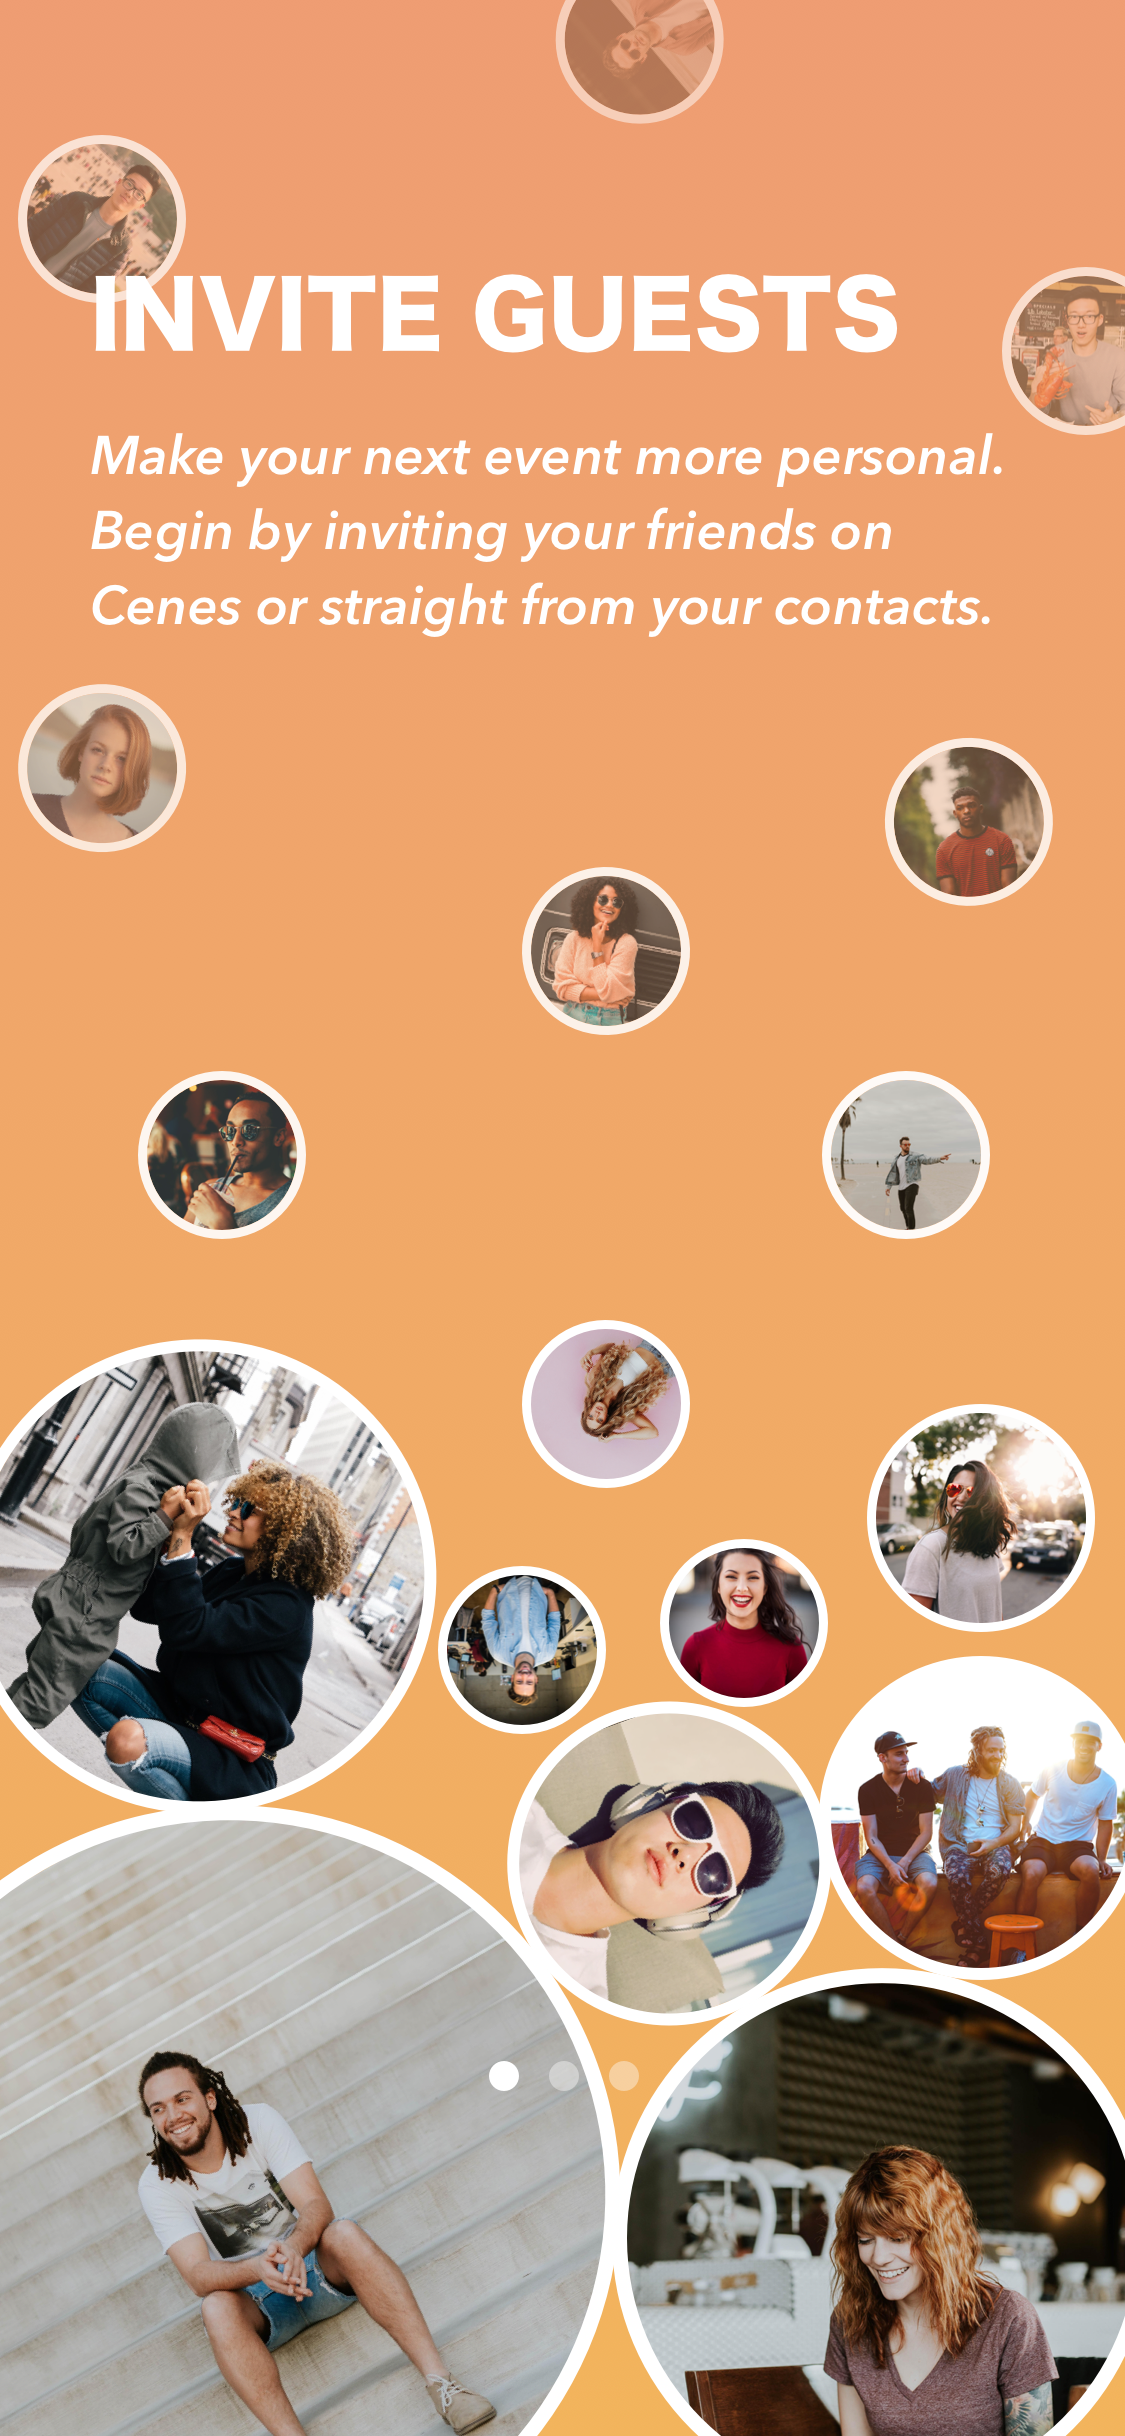 INVITE GUESTS
Make your next event more personal.
Begin by inviting your friends on
Cenes or straight from your contacts.